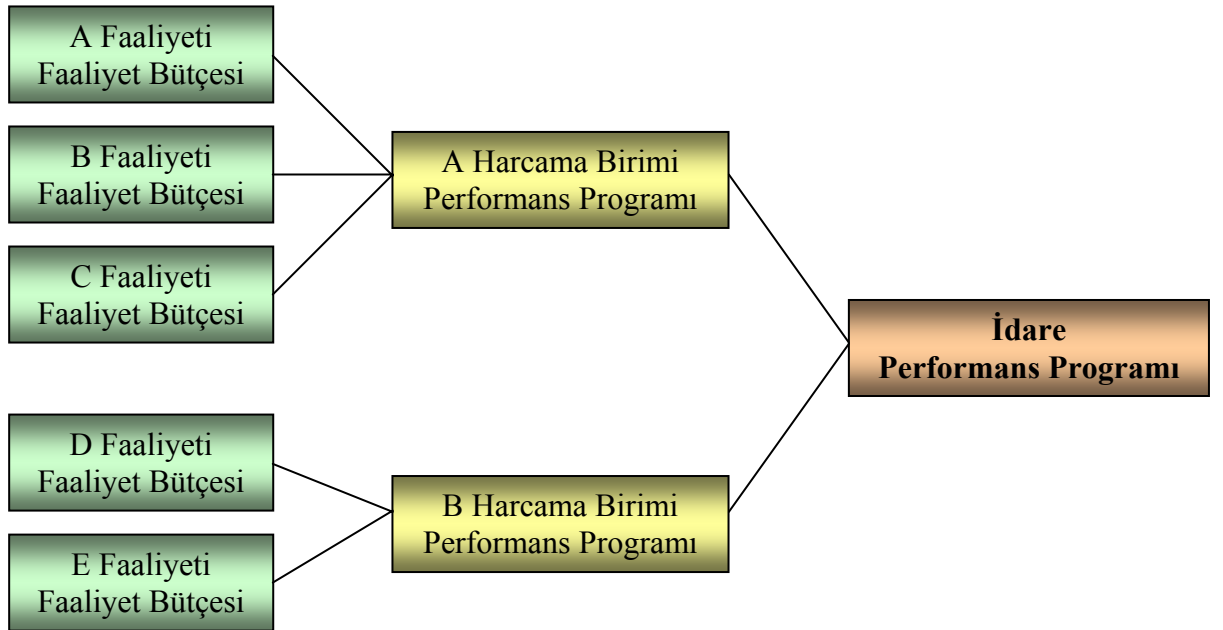 A Faaliyeti
Faaliyet Bütçesi
B Faaliyeti
Faaliyet Bütçesi
C Faaliyeti
Faaliyet Bütçesi
A Harcama Birimi
Performans Programı
İdare
Performans Programı
D Faaliyeti
Faaliyet Bütçesi
E Faaliyeti
Faaliyet Bütçesi
B Harcama Birimi
Performans Programı